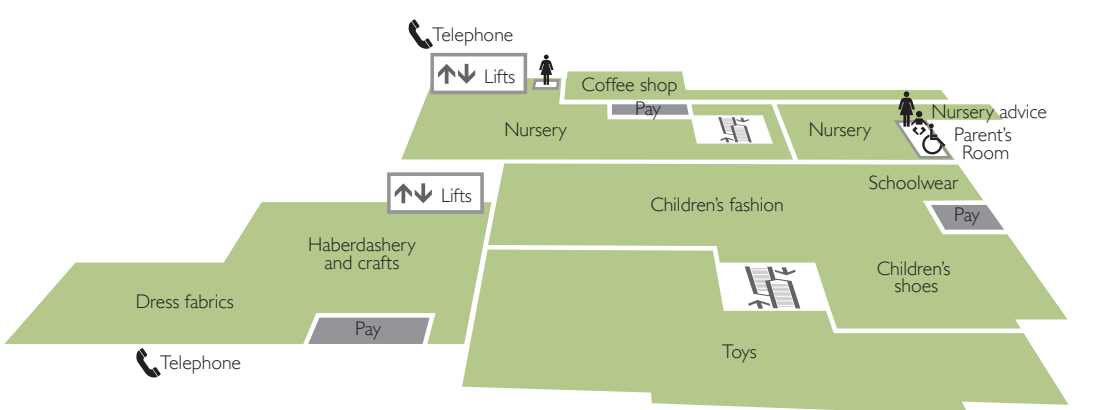 Telephone
Lifts
Coffee shop
Pay
Nursery
Nursery
Nursery advice
Parent's
Room
Lifts
Schoolwear
Children's fashion
Pay
Haberdashery
and crafts
Children's
shoes
Dress fabrics
Pay
Toys
Telephone